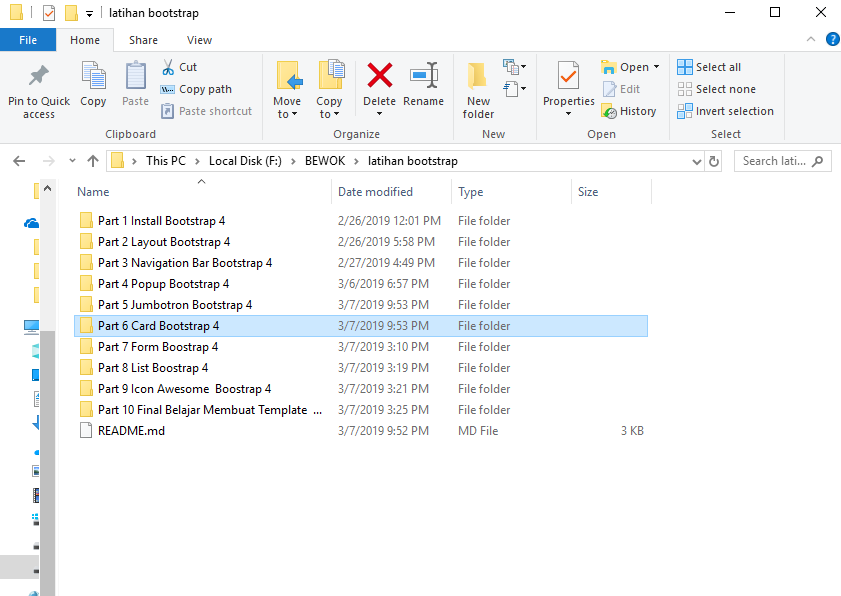 latihan bootstrap
File Home Share View
Pin to Quick access
Copy
Paste
Cut
Copy path
Paste shortcut
Clipboard
Move to
Copy to
Delete
Rename
Organize
New folder
New
Properties
Open
Edit
History
Open
Select all
Select none
Invert selection
Select
This PC > Local Disk (F:) > BEWOK > latihan bootstrap
Search lati...
Name Date modified Type Size
Part 1 Install Bootstrap 4 2/26/2019 12:01 PM File folder
Part 2 Layout Bootstrap 4 2/26/2019 5:58 PM File folder
Part 3 Navigation Bar Bootstrap 4 2/27/2019 4:49 PM File folder
Part 4 Popup Bootstrap 4 3/6/2019 6:57 PM File folder
Part 5 Jumbotron Bootstrap 4 3/7/2019 9:53 PM File folder
Part 6 Card Bootstrap 4 3/7/2019 9:53 PM File folder
Part 7 Form Boostrap 4 3/7/2019 3:10 PM File folder
Part 8 List Boostrap 4 3/7/2019 3:19 PM File folder
Part 9 Icon Awesome  Boostrap 4 3/7/2019 3:21 PM File folder
Part 10 Final Belajar Membuat Template ... 3/7/2019 3:25 PM File folder
README.md 3/7/2019 9:52 PM MD File 3 KB